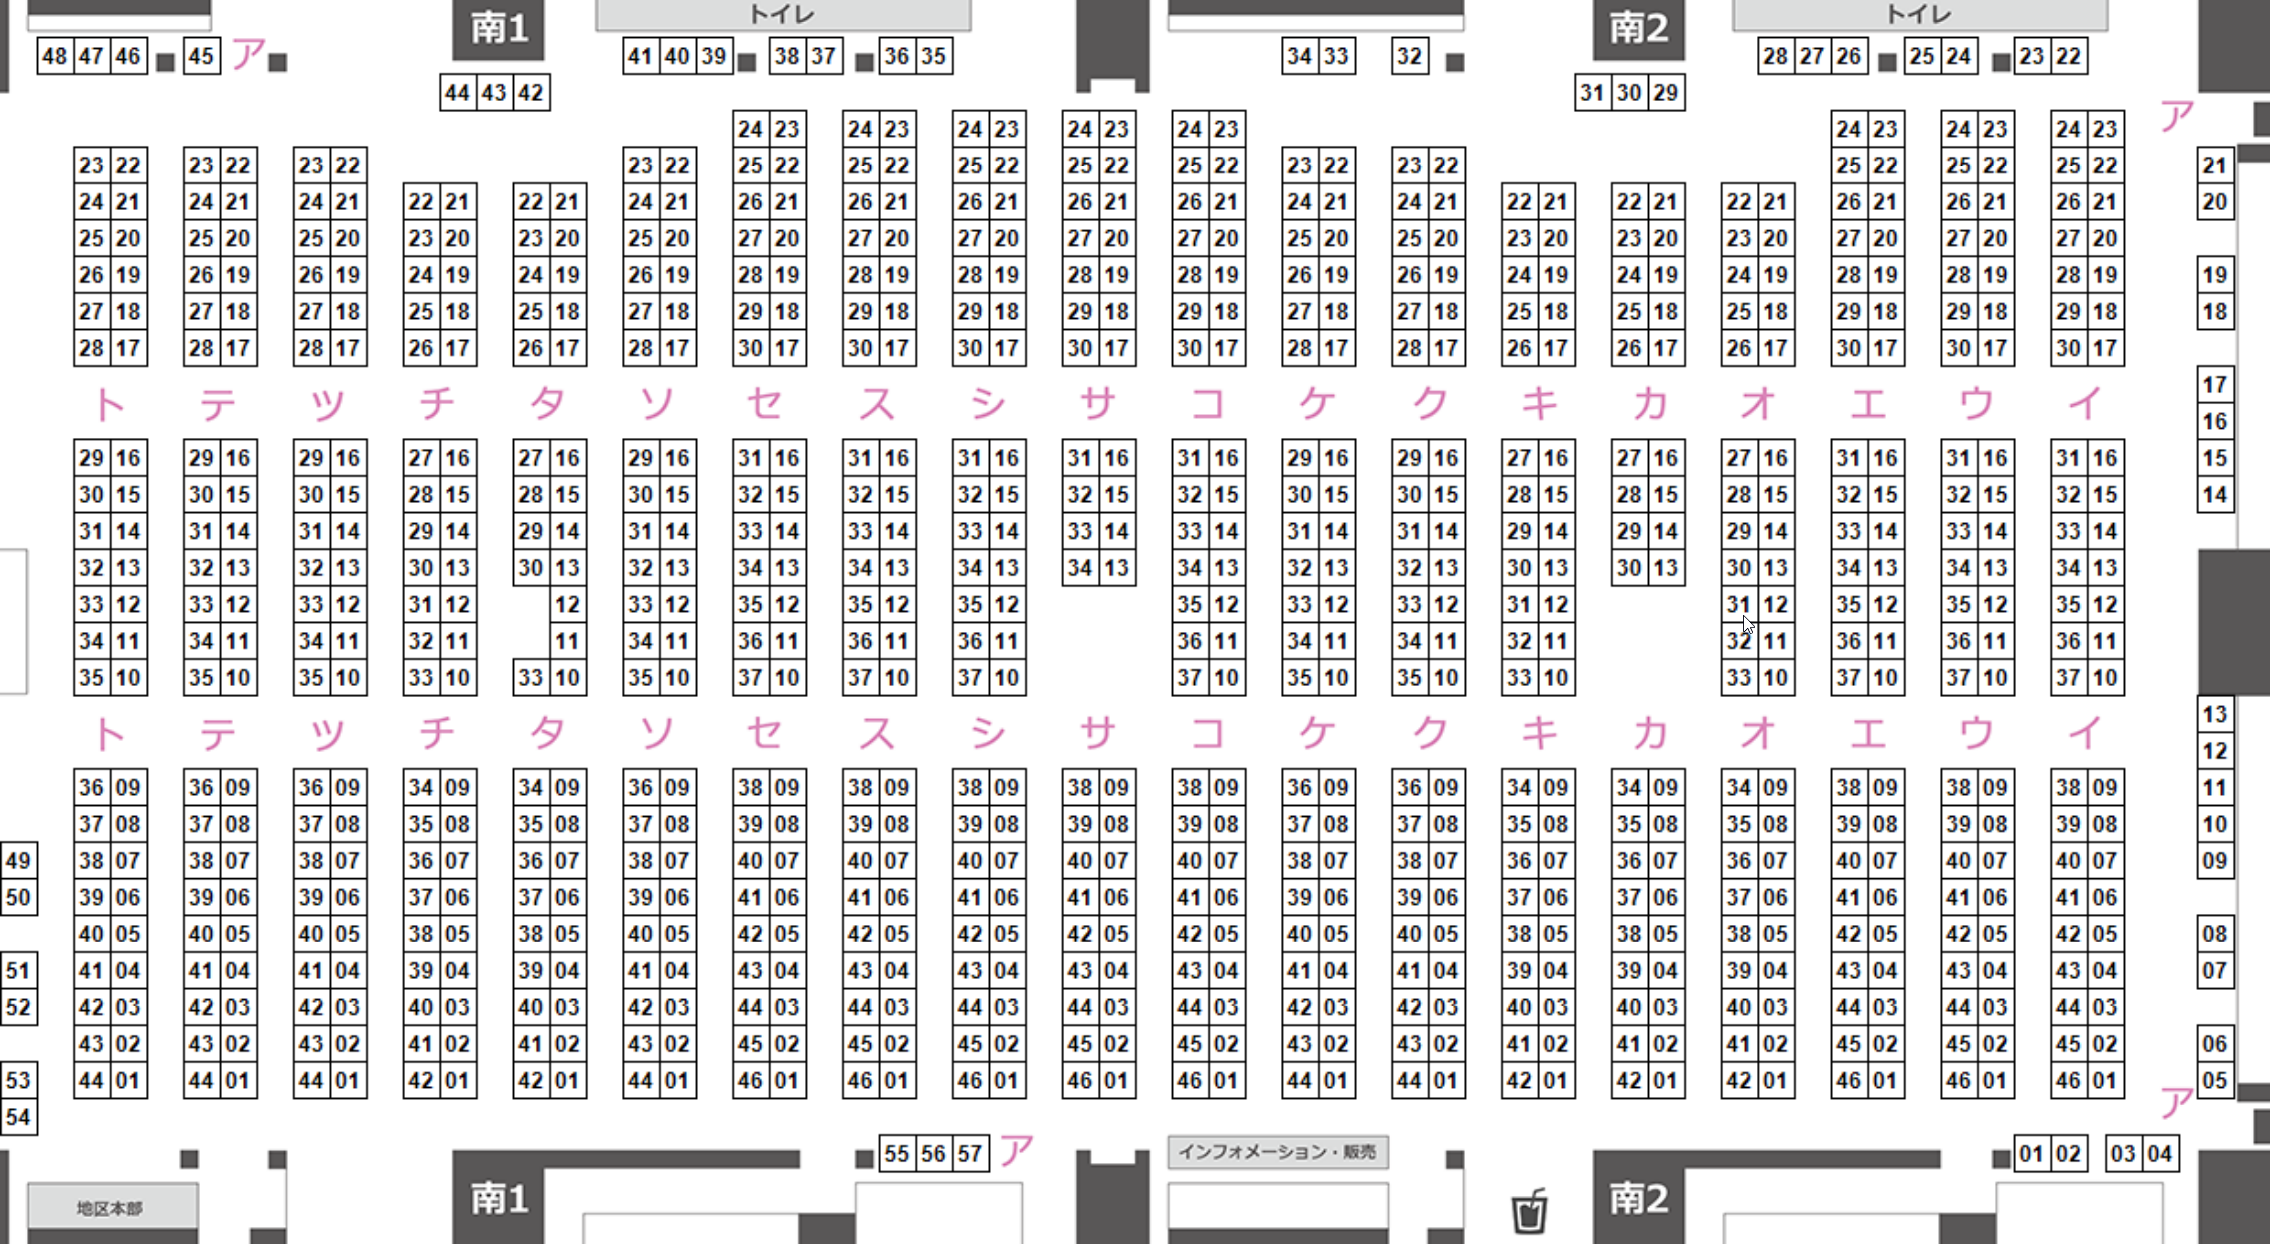 南1 トイレ 南2 トイレ
48 47 46 45 ア 41 40 39 38 37 36 35 34 33 32 28 27 26 25 24 23 22
44 43 42 31 30 29
24 23 24 23 24 23 24 23 24 23 24 23 24 23 24 23 ア
23 22 23 22 23 22 23 22 25 22 25 22 25 22 25 22 25 22 23 22 23 22 25 22 25 22 25 22 21
24 21 24 21 24 21 22 21 22 21 24 21 26 21 26 21 26 21 26 21 26 21 24 21 24 21 22 21 22 21 22 21 26 21 26 21 26 21 20
25 20 25 20 25 20 23 20 23 20 25 20 27 20 27 20 27 20 27 20 27 20 25 20 25 20 23 20 23 20 23 20 27 20 27 20 27 20
26 19 26 19 26 19 24 19 24 19 26 19 28 19 28 19 28 19 28 19 28 19 26 19 26 19 24 19 24 19 24 19 28 19 28 19 28 19 19
27 18 27 18 27 18 25 18 25 18 27 18 29 18 29 18 29 18 29 18 29 18 27 18 27 18 25 18 25 18 25 18 29 18 29 18 29 18 18
28 17 28 17 28 17 26 17 26 17 28 17 30 17 30 17 30 17 30 17 30 17 28 17 28 17 26 17 26 17 26 17 30 17 30 17 30 17
17
ト テ ツ チ タ ソ セ ス シ サ コ ケ ク キ カ オ エ ウ イ
16
29 16 29 16 29 16 27 16 27 16 29 16 31 16 31 16 31 16 31 16 31 16 29 16 29 16 27 16 27 16 27 16 31 16 31 16 31 16 15
30 15 30 15 30 15 28 15 28 15 30 15 32 15 32 15 32 15 32 15 32 15 30 15 30 15 28 15 28 15 28 15 32 15 32 15 32 15 14
31 14 31 14 31 14 29 14 29 14 31 14 33 14 33 14 33 14 33 14 33 14 31 14 31 14 29 14 29 14 29 14 33 14 33 14 33 14
32 13 32 13 32 13 30 13 30 13 32 13 34 13 34 13 34 13 34 13 34 13 32 13 32 13 30 13 30 13 30 13 34 13 34 13 34 13
33 12 33 12 33 12 31 12 12 33 12 35 12 35 12 35 12 35 12 33 12 33 12 31 12 31 12 35 12 35 12 35 12
34 11 34 11 34 11 32 11 11 34 11 36 11 36 11 36 11 36 11 34 11 34 11 32 11 32 11 36 11 36 11 36 11
35 10 35 10 35 10 33 10 33 10 35 10 37 10 37 10 37 10 37 10 35 10 35 10 33 10 33 10 37 10 37 10 37 10
13
ト テ ツ チ タ ソ セ ス シ サ コ ケ ク キ カ オ エ ウ イ
12
36 09 36 09 36 09 34 09 34 09 36 09 38 09 38 09 38 09 38 09 38 09 36 09 36 09 34 09 34 09 34 09 38 09 38 09 38 09 11
37 08 37 08 37 08 35 08 35 08 37 08 39 08 39 08 39 08 39 08 39 08 37 08 37 08 35 08 35 08 35 08 39 08 39 08 39 08 10
49 38 07 38 07 38 07 36 07 36 07 38 07 40 07 40 07 40 07 40 07 40 07 38 07 38 07 36 07 36 07 36 07 40 07 40 07 40 07 09
50 39 06 39 06 39 06 37 06 37 06 39 06 41 06 41 06 41 06 41 06 41 06 39 06 39 06 37 06 37 06 37 06 41 06 41 06 41 06
40 05 40 05 40 05 38 05 38 05 40 05 42 05 42 05 42 05 42 05 42 05 40 05 40 05 38 05 38 05 38 05 42 05 42 05 42 05 08
51 41 04 41 04 41 04 39 04 39 04 41 04 43 04 43 04 43 04 43 04 43 04 41 04 41 04 39 04 39 04 39 04 43 04 43 04 43 04 07
52 42 03 42 03 42 03 40 03 40 03 42 03 44 03 44 03 44 03 44 03 44 03 42 03 42 03 40 03 40 03 40 03 44 03 44 03 44 03
43 02 43 02 43 02 41 02 41 02 43 02 45 02 45 02 45 02 45 02 45 02 43 02 43 02 41 02 41 02 41 02 45 02 45 02 45 02 06
53 44 01 44 01 44 01 42 01 42 01 44 01 46 01 46 01 46 01 46 01 46 01 44 01 44 01 42 01 42 01 42 01 46 01 46 01 46 01 05
54 ア
55 56 57 ア インフォメーション・販売 01 02 03 04
地区本部 南1 南2